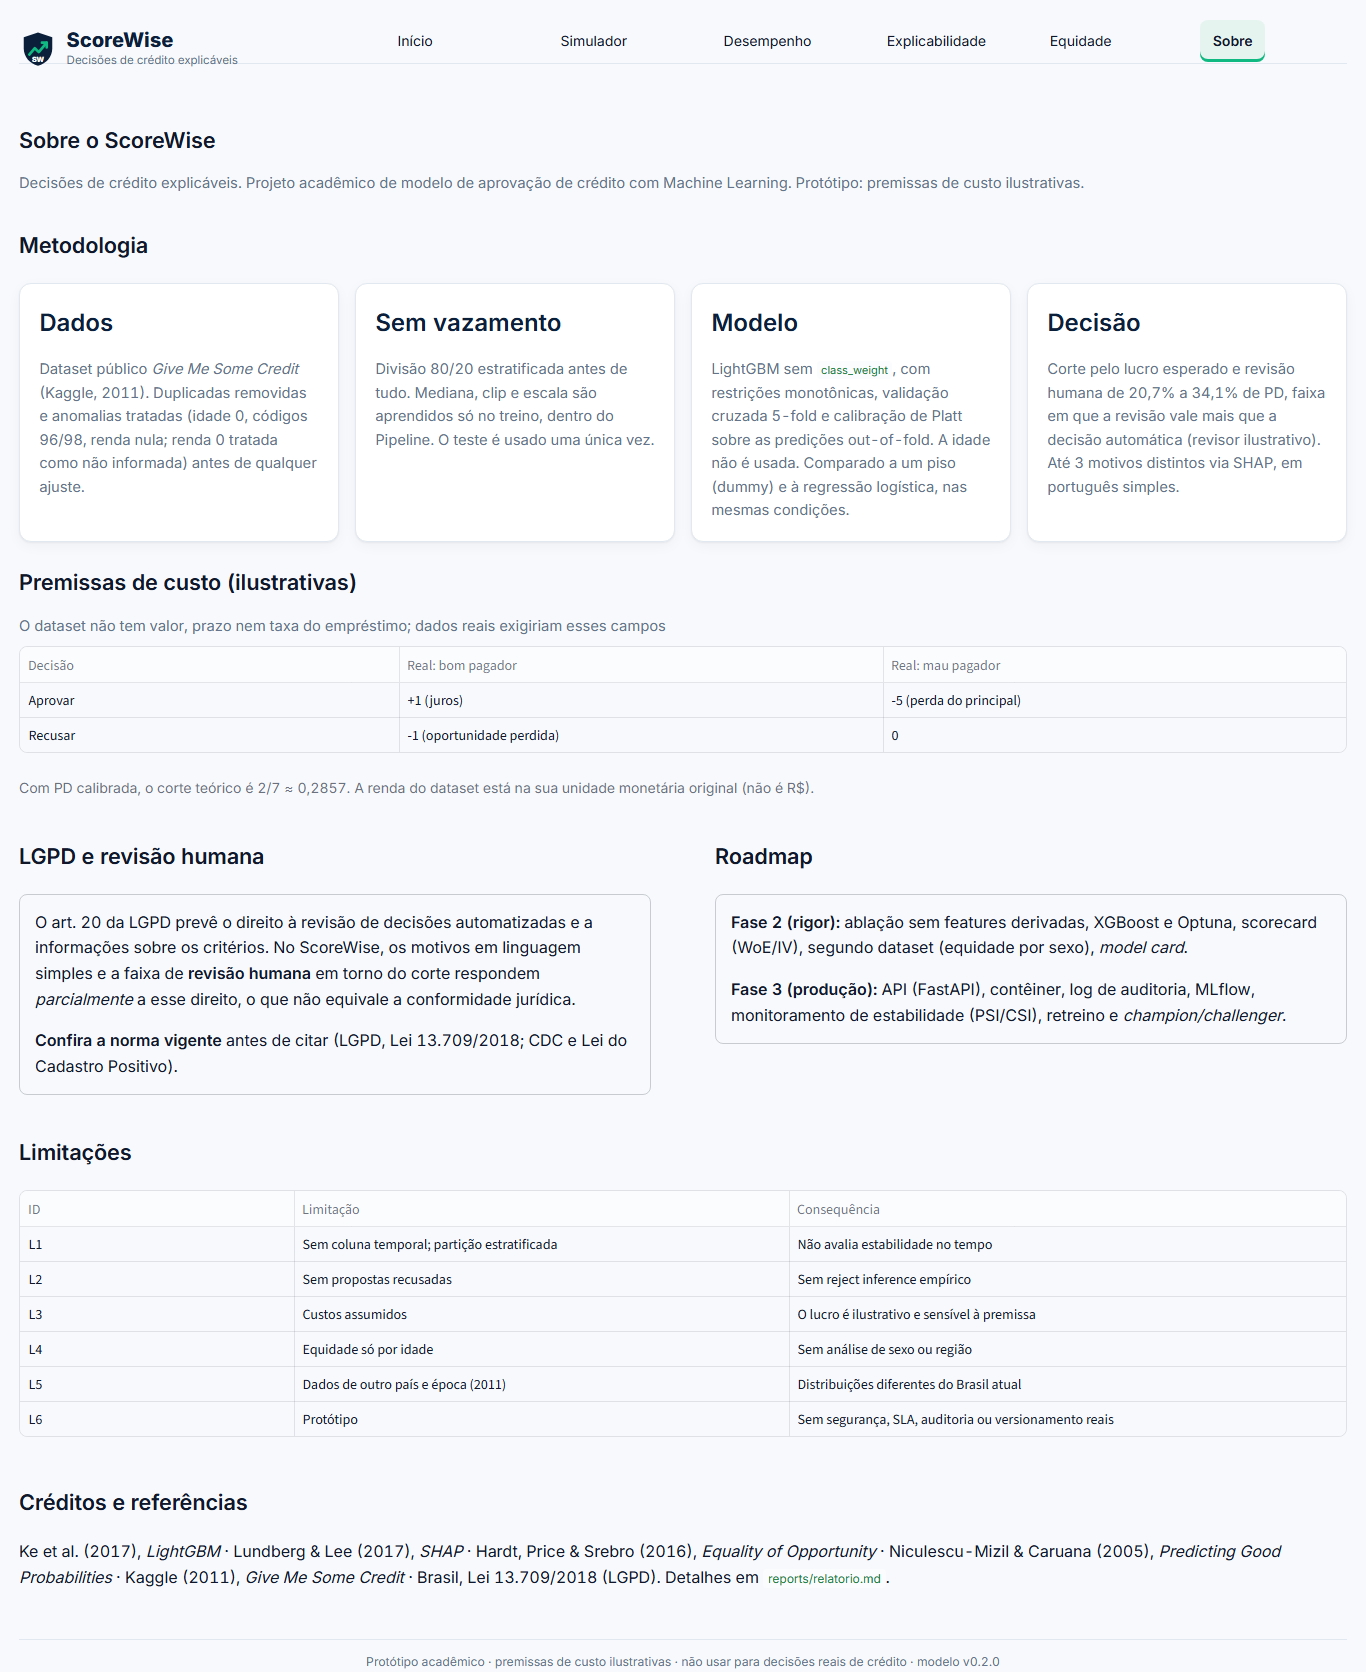 ScoreWise
Decisões de crédito explicáveis
SW
Início
Simulador
Desempenho
Explicabilidade
Equidade
Sobre
Sobre o ScoreWise
Decisões de crédito explicáveis. Projeto acadêmico de modelo de aprovação de crédito com Machine Learning. Protótipo: premissas de custo ilustrativas.
Metodologia
Dados
Dataset público Give Me Some Credit
(Kaggle, 2011). Duplicadas removidas
e anomalias tratadas (idade 0, códigos
96/98, renda nula; renda 0 tratada
como não informada) antes de qualquer
ajuste.
Sem vazamento
Divisão 80/20 estratificada antes de
tudo. Mediana, clip e escala são
aprendidos só no treino, dentro do
Pipeline. O teste é usado uma única vez.
Modelo
LightGBM sem class_weight , com
restrições monotônicas, validação
cruzada 5-fold e calibração de Platt
sobre as predições out-of-fold. A idade
não é usada. Comparado a um piso
(dummy) e à regressão logística, nas
mesmas condições.
Decisão
Corte pelo lucro esperado e revisão
humana de 20,7% a 34,1% de PD, faixa
em que a revisão vale mais que a
decisão automática (revisor ilustrativo).
Até 3 motivos distintos via SHAP, em
português simples.
Premissas de custo (ilustrativas)
O dataset não tem valor, prazo nem taxa do empréstimo; dados reais exigiriam esses campos
Decisão Real: bom pagador Real: mau pagador
Aprovar +1 (juros) -5 (perda do principal)
Recusar -1 (oportunidade perdida) 0
Com PD calibrada, o corte teórico é 2/7 ≈ 0,2857. A renda do dataset está na sua unidade monetária original (não é R$).
LGPD e revisão humana
O art. 20 da LGPD prevê o direito à revisão de decisões automatizadas e a
informações sobre os critérios. No ScoreWise, os motivos em linguagem
simples e a faixa de revisão humana em torno do corte respondem
parcialmente a esse direito, o que não equivale a conformidade jurídica.
Confira a norma vigente antes de citar (LGPD, Lei 13.709/2018; CDC e Lei do
Cadastro Positivo).
Roadmap
Fase 2 (rigor): ablação sem features derivadas, XGBoost e Optuna, scorecard
(WoE/IV), segundo dataset (equidade por sexo), model card.
Fase 3 (produção): API (FastAPI), contêiner, log de auditoria, MLflow,
monitoramento de estabilidade (PSI/CSI), retreino e champion/challenger.
Limitações
ID Limitação Consequência
L1 Sem coluna temporal; partição estratificada Não avalia estabilidade no tempo
L2 Sem propostas recusadas Sem reject inference empírico
L3 Custos assumidos O lucro é ilustrativo e sensível à premissa
L4 Equidade só por idade Sem análise de sexo ou região
L5 Dados de outro país e época (2011) Distribuições diferentes do Brasil atual
L6 Protótipo Sem segurança, SLA, auditoria ou versionamento reais
Créditos e referências
Ke et al. (2017), LightGBM · Lundberg & Lee (2017), SHAP · Hardt, Price & Srebro (2016), Equality of Opportunity · Niculescu-Mizil & Caruana (2005), Predicting Good
Probabilities · Kaggle (2011), Give Me Some Credit · Brasil, Lei 13.709/2018 (LGPD). Detalhes em reports/relatorio.md .
Protótipo acadêmico · premissas de custo ilustrativas · não usar para decisões reais de crédito · modelo v0.2.0